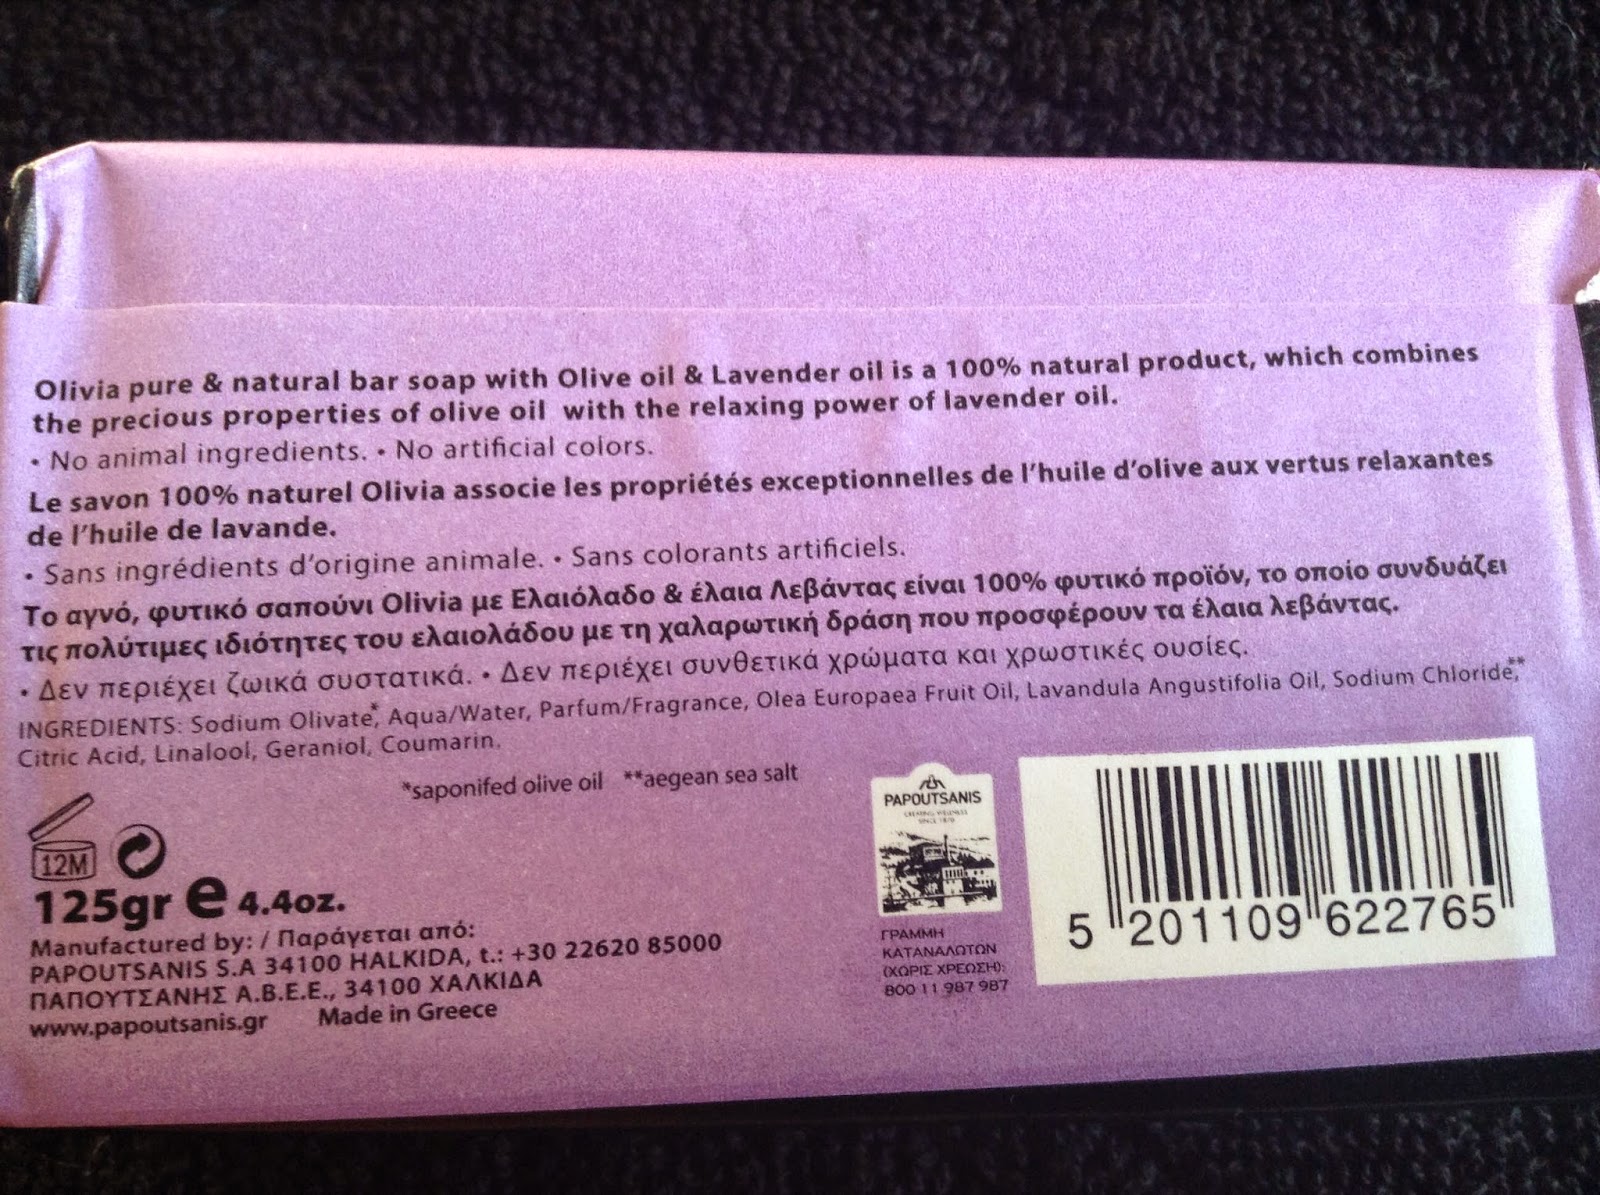 Olivia pure & natural bar soap with Olive oil & Lavender oil is a 100% natural product, which combines
the precious properties of olive oil with the relaxing power of lavender oil.
• No animal ingredients. • No artificial colors.
Le savon 100% naturel Olivia associe les propriétés exceptionnelles de l'huile d'olive aux vertus relaxantes
de l'huile de lavande.
• Sans ingrédients d'origine animale. • Sans colorants artificiels.
Το αγνό, φυτικό σαπούνι Olivia με Ελαιόλαδο & έλαια Λεβάντας είναι 100% φυτικό προϊόν, το οποίο συνδυάζει
τις πολύτιμες ιδιότητες του ελαιολάδου με τη χαλαρωτική δράση που προσφέρουν τα έλαια λεβάντας.
• Δεν περιέχει ζωικά συστατικά. • Δεν περιέχει συνθετικά χρώματα και χρωστικές ουσίες.
INGREDIENTS: Sodium Olivate*, Aqua/Water, Parfum/Fragrance, Olea Europaea Fruit Oil, Lavandula Angustifolia Oil, Sodium Chloride**,
Citric Acid, Linalool, Geraniol, Coumarin.
*saponifed olive oil **aegean sea salt
12M
125gr e 4.4oz.
Manufactured by: / Παράγεται από:
PAPOUTSANIS S.A 34100 HALKIDA, t.: +30 22620 85000
ΠΑΠΟΥΤΣΑΝΗΣ Α.Β.Ε.Ε., 34100 ΧΑΛΚΙΔΑ
www.papoutsanis.gr Made in Greece
PAPOUTSANIS
CREATING WELLNESS
SINCE 1870
ΓΡΑΜΜΗ
ΚΑΤΑΝΑΛΩΤΩΝ
(ΧΩΡΙΣ ΧΡΕΩΣΗ):
800 11 987 987
5 201109 622765